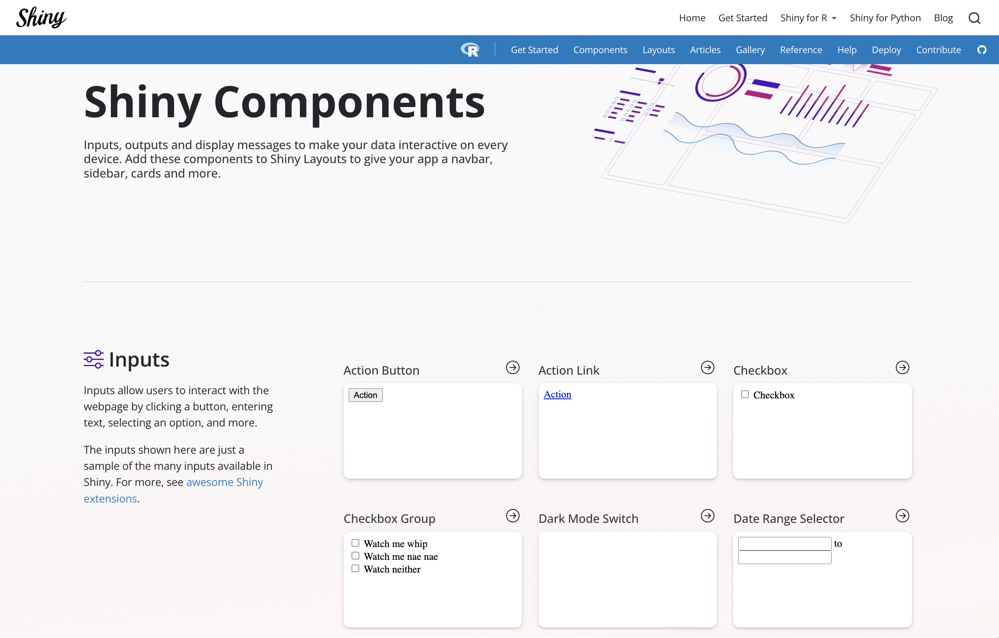 Shiny
Home Get Started Shiny for R Shiny for Python Blog
R Get Started Components Layouts Articles Gallery Reference Help Deploy Contribute
Shiny Components
Inputs, outputs and display messages to make your data interactive on every
device. Add these components to Shiny Layouts to give your app a navbar,
sidebar, cards and more.
Inputs
Inputs allow users to interact with the
webpage by clicking a button, entering
text, selecting an option, and more.
The inputs shown here are just a
sample of the many inputs available in
Shiny. For more, see awesome Shiny
extensions.
Action Button
Action
Action Link
Action
Checkbox
Checkbox
Checkbox Group
Watch me whip
Watch me nae nae
Watch neither
Dark Mode Switch
Date Range Selector
to